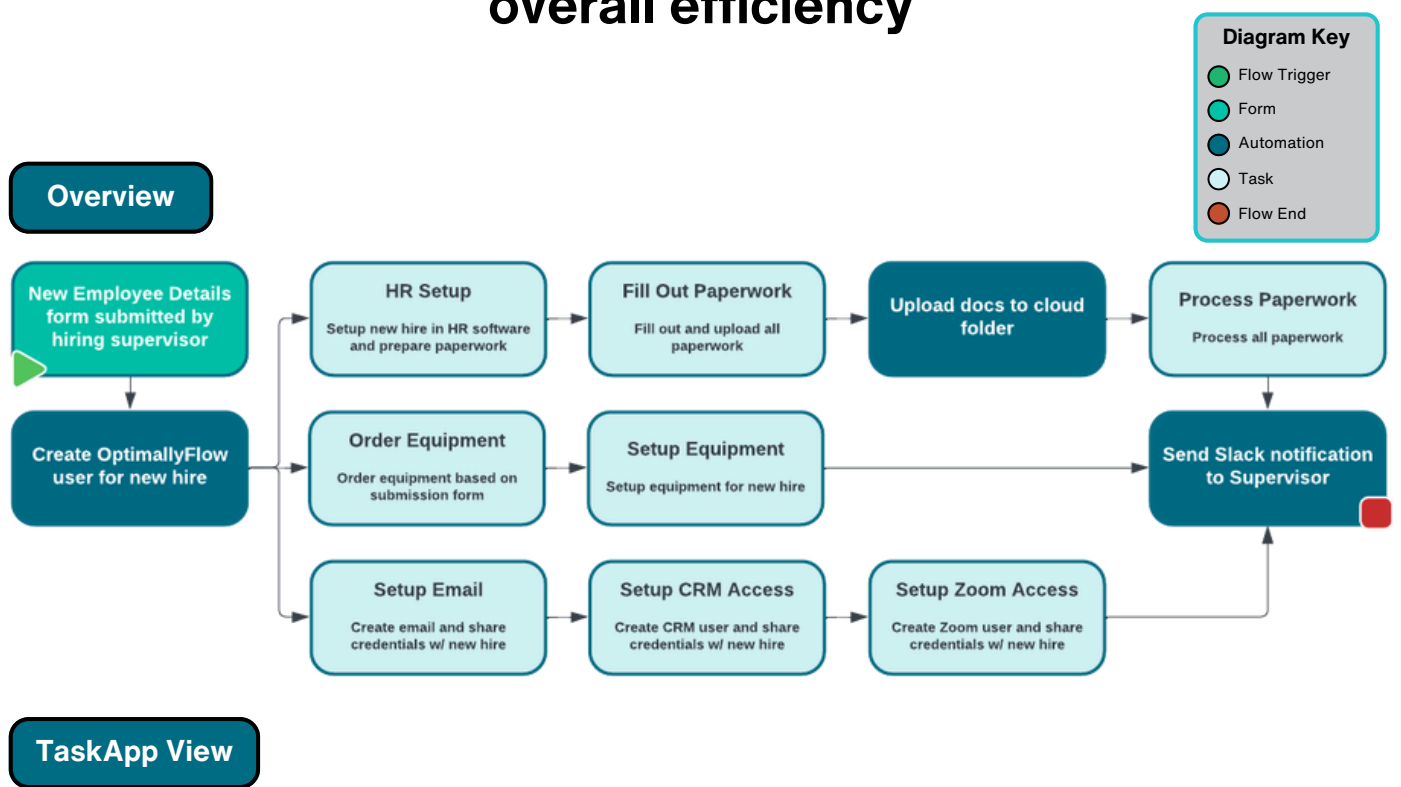 overall efficiency
Diagram Key
Flow Trigger
Form
Automation
Task
Flow End
Overview
New Employee Details
form submitted by
hiring supervisor
HR Setup
Setup new hire in HR software
and prepare paperwork
Fill Out Paperwork
Fill out and upload all
paperwork
Upload docs to cloud
folder
Process Paperwork
Process all paperwork
Create OptimallyFlow
user for new hire
Order Equipment
Order equipment based on
submission form
Setup Equipment
Setup equipment for new hire
Send Slack notification
to Supervisor
Setup Email
Create email and share
credentials w/ new hire
Setup CRM Access
Create CRM user and share
credentials w/ new hire
Setup Zoom Access
Create Zoom user and share
credentials w/ new hire
TaskApp View